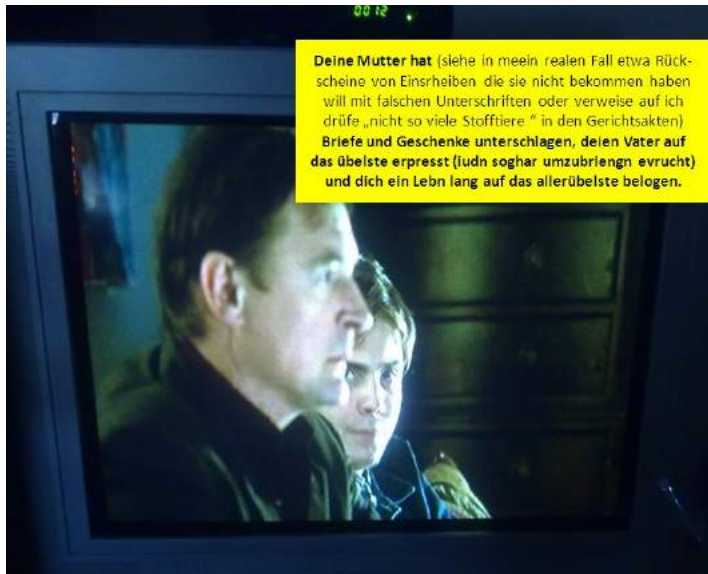 0012
Deine Mutter hat (siehe in meein realen Fall etwa Rück-
scheine von Einsrheiben die sie nicht bekommen haben
will mit falschen Unterschriften oder verweise auf ich
drüfe „nicht so viele Stofftiere “ in den Gerichtsakten)
Briefe und Geschenke unterschlagen, deien Vater auf
das übelste erpresst (iudn soghar umzubriengn evrucht)
und dich ein Lebn lang auf das allerübelste belogen.